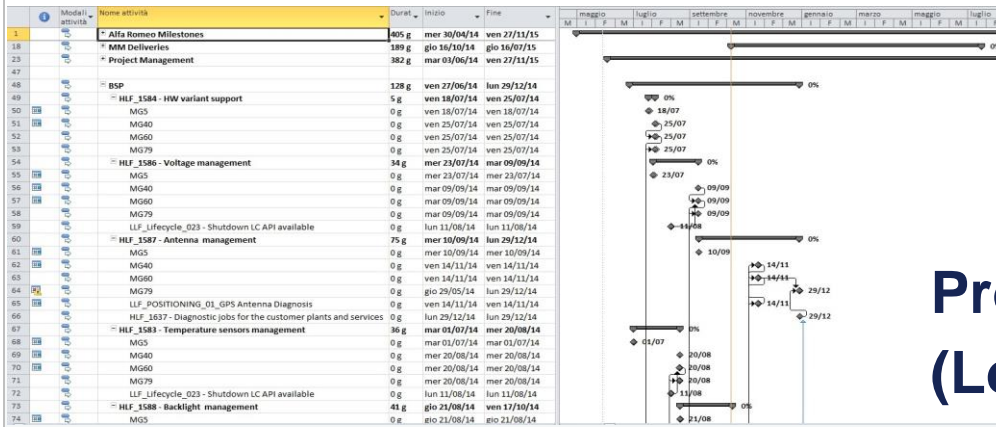 Modali attività Nome attività Durat Inizio Fine maggio luglio settembre novembre gennaio marzo maggio luglio
M I F M I F M I F M I F M I F M I F M I
1 Alfa Romeo Milestones 405 g mer 30/04/14 ven 27/11/15
18 MM Deliveries 189 g gio 16/10/14 gio 16/07/15
23 Project Management 382 g mar 03/06/14 ven 27/11/15
47
48 BSP 128 g ven 27/06/14 lun 29/12/14 0%
49 HLF_1584 - HW variant support 5 g ven 18/07/14 ven 25/07/14 0%
50 MG5 0 g ven 18/07/14 ven 18/07/14 18/07
51 MG40 0 g ven 25/07/14 ven 25/07/14 25/07
52 MG60 0 g ven 25/07/14 ven 25/07/14 25/07
53 MG79 0 g ven 25/07/14 ven 25/07/14 25/07
54 HLF_1586 - Voltage management 34 g mer 23/07/14 mar 09/09/14 0%
55 MG5 0 g mer 23/07/14 mer 23/07/14 23/07
56 MG40 0 g mar 09/09/14 mar 09/09/14 09/09
57 MG60 0 g mar 09/09/14 mar 09/09/14 09/09
58 MG79 0 g mar 09/09/14 mar 09/09/14 09/09
59 LLF_Lifecycle_023 - Shutdown LC API available 0 g lun 11/08/14 lun 11/08/14 11/08
60 HLF_1587 - Antenna management 75 g mer 10/09/14 lun 29/12/14 0%
61 MG5 0 g mer 10/09/14 mer 10/09/14 10/09
62 MG40 0 g ven 14/11/14 ven 14/11/14 14/11
63 MG60 0 g ven 14/11/14 ven 14/11/14 14/11
64 MG79 0 g gio 29/05/14 lun 29/12/14 29/12
65 LLF_POSITIONING_01_GPS Antenna Diagnosis 0 g ven 14/11/14 ven 14/11/14 14/11
66 HLF_1637 - Diagnostic jobs for the customer plants and services 0 g lun 29/12/14 lun 29/12/14 29/12
67 HLF_1583 - Temperature sensors management 36 g mar 01/07/14 mer 20/08/14 0%
68 MG5 0 g mar 01/07/14 mar 01/07/14 01/07
69 MG40 0 g mer 20/08/14 mer 20/08/14 20/08
70 MG60 0 g mer 20/08/14 mer 20/08/14 20/08
71 MG79 0 g mer 20/08/14 mer 20/08/14 20/08
72 LLF_Lifecycle_023 - Shutdown LC API available 0 g lun 11/08/14 lun 11/08/14 11/08
73 HLF_1588 - Backlight management 41 g gio 21/08/14 ven 17/10/14 0%
74 MG5 0 g gio 21/08/14 gio 21/08/14 21/08